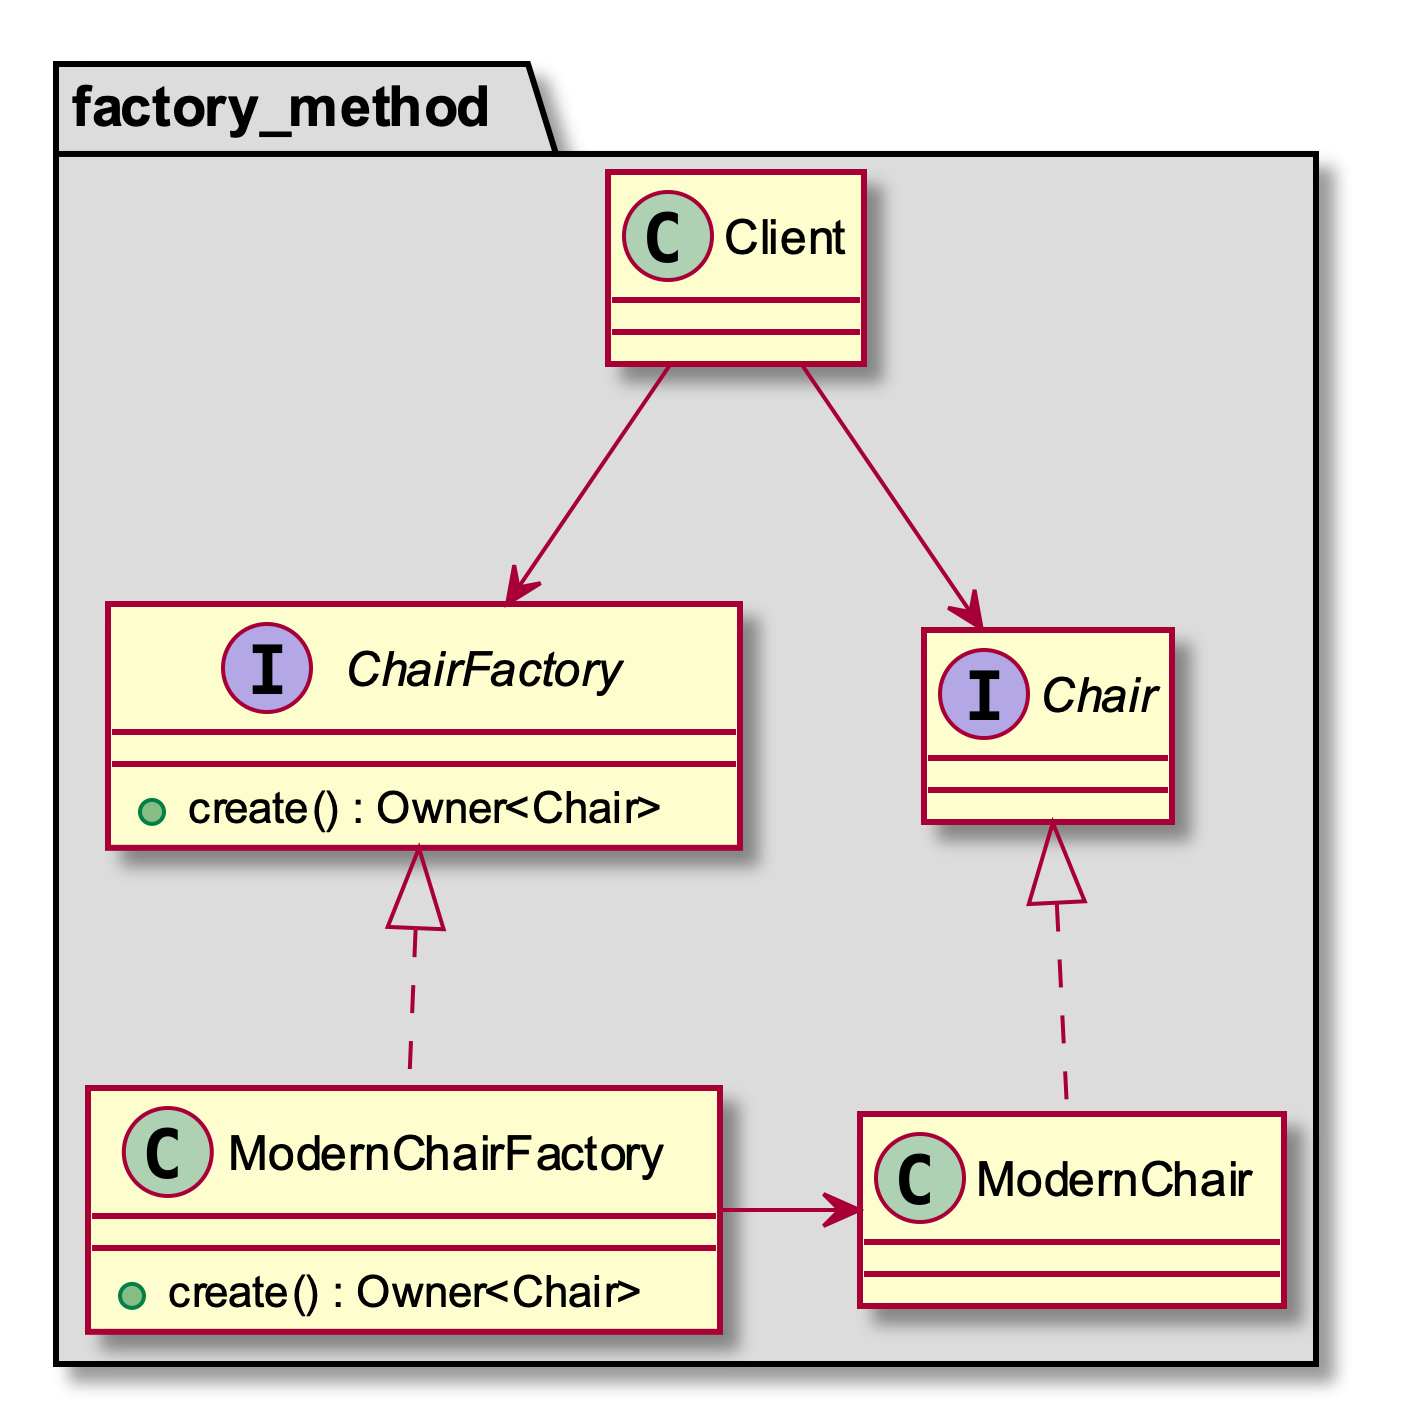 factory_method
C Client
I ChairFactory
create() : Owner<Chair>
I Chair
C ModernChairFactory
create() : Owner<Chair>
C ModernChair